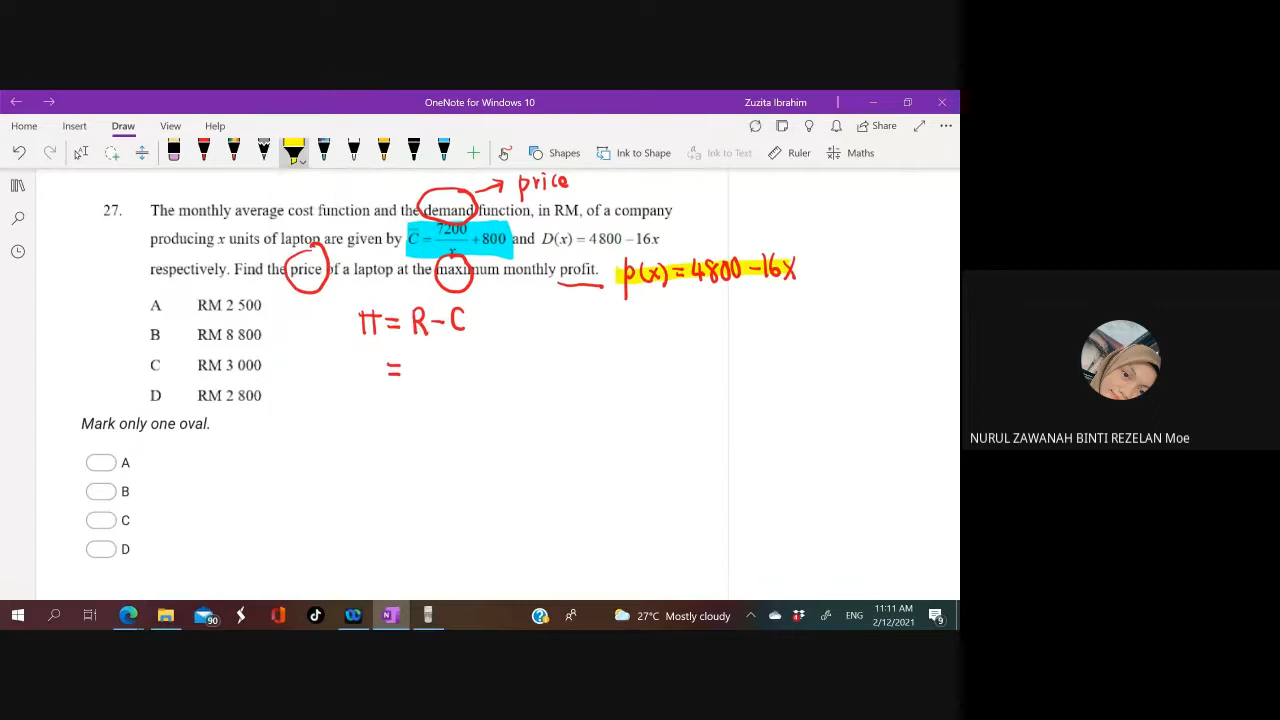 OneNote for Windows 10
Zuzita Ibrahim
Home Insert Draw View Help
Share
Shapes Ink to Shape Ink to Text Ruler Maths
→ price
27. The monthly average cost function and the demand function, in RM, of a company
producing x units of laptop are given by C̅ = 7200/x + 800 and D(x) = 4800 – 16x
respectively. Find the price of a laptop at the maximum monthly profit.
p(x) = 4800 – 16x
A RM 2 500
π = R – C
B RM 8 800
C RM 3 000
=
D RM 2 800
Mark only one oval.
A
B
C
D
NURUL ZAWANAH BINTI REZELAN Moe
90
27°C Mostly cloudy
4
ENG
11:11 AM
2/12/2021
9